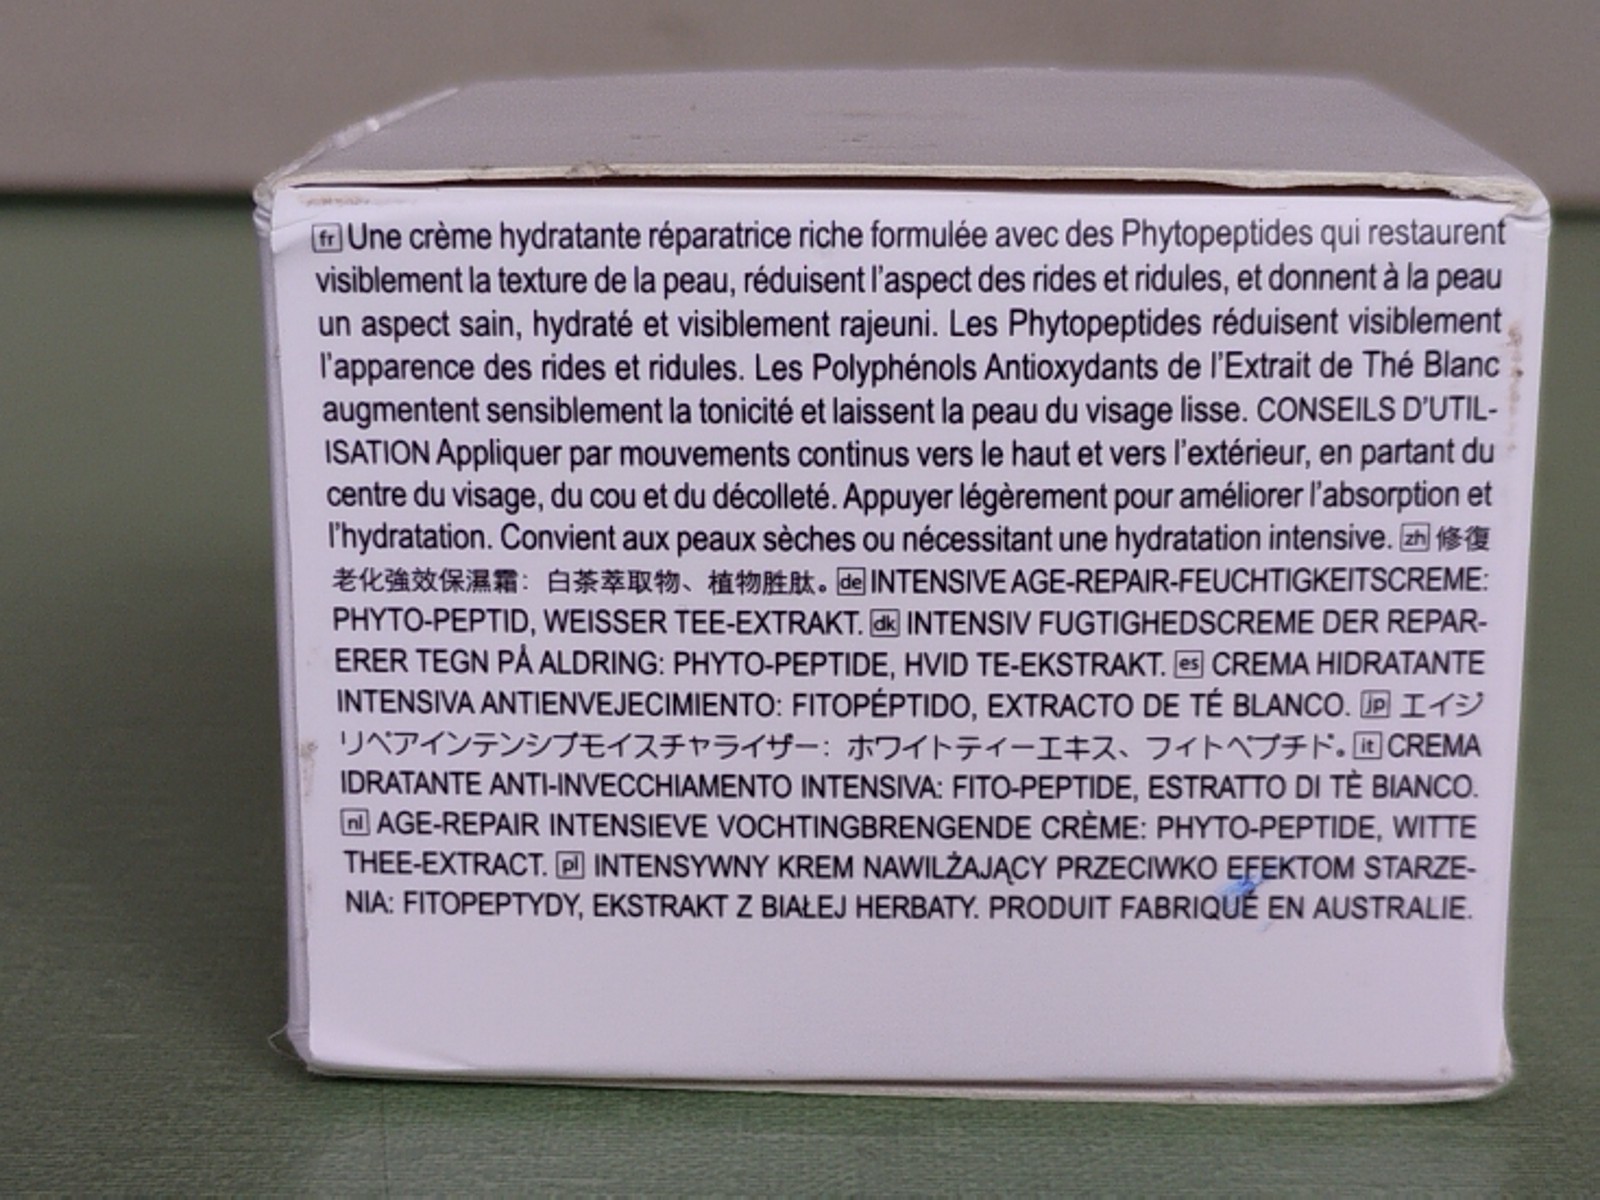 fr Une crème hydratante réparatrice riche formulée avec des Phytopeptides qui restaurent
visiblement la texture de la peau, réduisent l'aspect des rides et ridules, et donnent à la peau
un aspect sain, hydraté et visiblement rajeuni. Les Phytopeptides réduisent visiblement
l'apparence des rides et ridules. Les Polyphénols Antioxydants de l'Extrait de Thé Blanc
augmentent sensiblement la tonicité et laissent la peau du visage lisse. CONSEILS D'UTIL-
ISATION Appliquer par mouvements continus vers le haut et vers l'extérieur, en partant du
centre du visage, du cou et du décolleté. Appuyer légèrement pour améliorer l'absorption et
l'hydratation. Convient aux peaux sèches ou nécessitant une hydratation intensive. zh 修復
老化強效保濕霜：白茶萃取物、植物胜肽。de INTENSIVE AGE-REPAIR-FEUCHTIGKEITSCREME:
PHYTO-PEPTID, WEISSER TEE-EXTRAKT. dk INTENSIV FUGTIGHEDSCREME DER REPAR-
ERER TEGN PÅ ALDRING: PHYTO-PEPTIDE, HVID TE-EKSTRAKT. es CREMA HIDRATANTE
INTENSIVA ANTIENVEJECIMIENTO: FITOPÉPTIDO, EXTRACTO DE TÉ BLANCO. jp エイジ
リペアインテンシブモイスチャライザー：ホワイトティーエキス、フィトペプチド。it CREMA
IDRATANTE ANTI-INVECCHIAMENTO INTENSIVA: FITO-PEPTIDE, ESTRATTO DI TÈ BIANCO.
nl AGE-REPAIR INTENSIEVE VOCHTINGBRENGENDE CRÈME: PHYTO-PEPTIDE, WITTE
THEE-EXTRACT. pl INTENSYWNY KREM NAWILŻAJĄCY PRZECIWKO EFEKTOM STARZE-
NIA: FITOPEPTYDY, EKSTRAKT Z BIAŁEJ HERBATY. PRODUIT FABRIQUÉ EN AUSTRALIE.